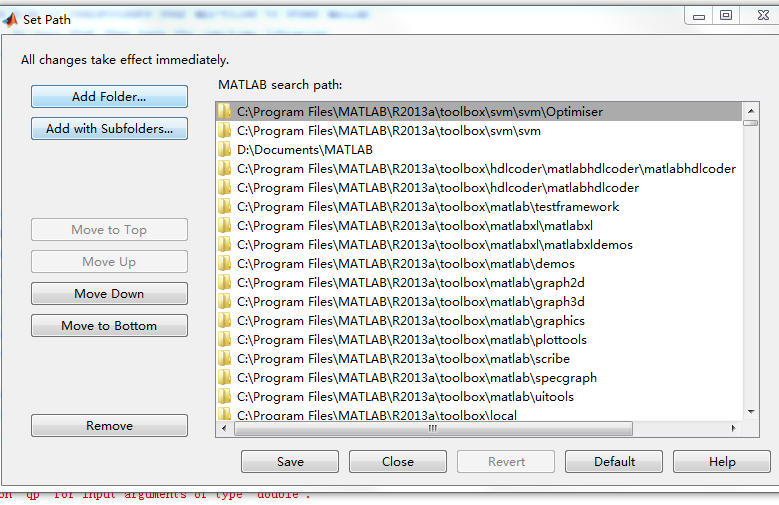 Set Path
All changes take effect immediately.
Add Folder...
Add with Subfolders...
Move to Top
Move Up
Move Down
Move to Bottom
Remove
MATLAB search path:
C:\Program Files\MATLAB\R2013a\toolbox\svm\svm\Optimiser
C:\Program Files\MATLAB\R2013a\toolbox\svm\svm
D:\Documents\MATLAB
C:\Program Files\MATLAB\R2013a\toolbox\hdlcoder\matlabhdlcoder\matlabhdlcoder
C:\Program Files\MATLAB\R2013a\toolbox\hdlcoder\matlabhdlcoder
C:\Program Files\MATLAB\R2013a\toolbox\matlab\testframework
C:\Program Files\MATLAB\R2013a\toolbox\matlabxl\matlabxl
C:\Program Files\MATLAB\R2013a\toolbox\matlabxl\matlabxldemos
C:\Program Files\MATLAB\R2013a\toolbox\matlab\demos
C:\Program Files\MATLAB\R2013a\toolbox\matlab\graph2d
C:\Program Files\MATLAB\R2013a\toolbox\matlab\graph3d
C:\Program Files\MATLAB\R2013a\toolbox\matlab\graphics
C:\Program Files\MATLAB\R2013a\toolbox\matlab\plottools
C:\Program Files\MATLAB\R2013a\toolbox\matlab\scribe
C:\Program Files\MATLAB\R2013a\toolbox\matlab\specgraph
C:\Program Files\MATLAB\R2013a\toolbox\matlab\uitools
C:\Program Files\MATLAB\R2013a\toolbox\local
Save Close Revert Default Help
on 'qp' for input arguments of type 'double'.